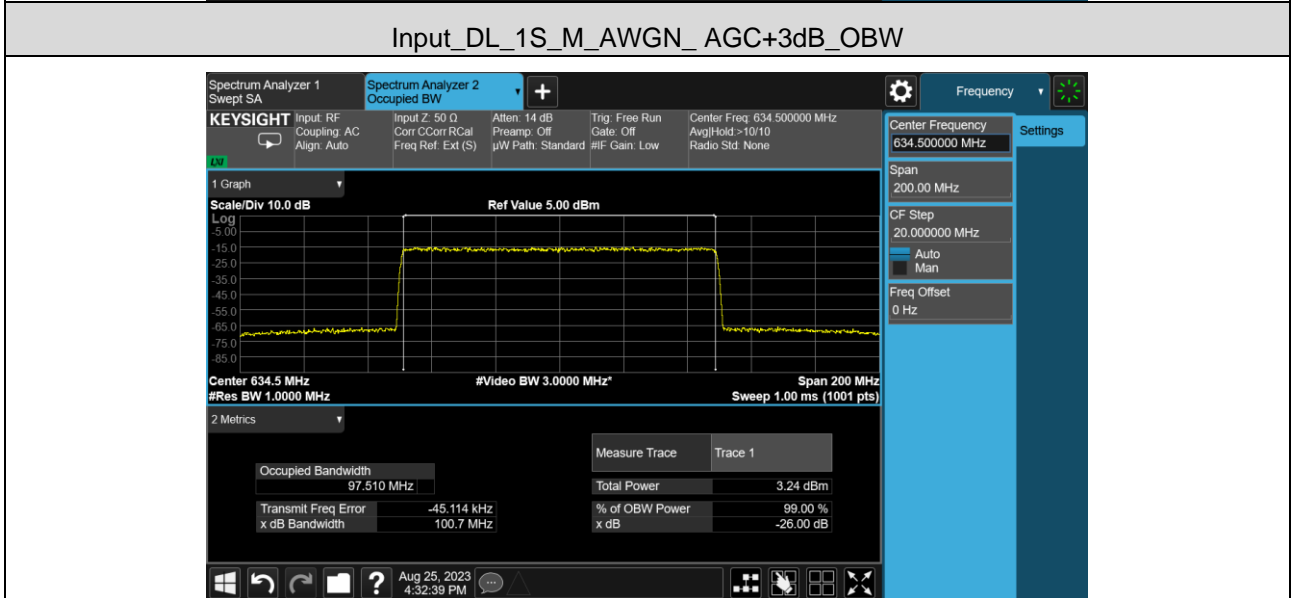 Input_DL_1S_M_AWGN_ AGC+3dB_OBW
Spectrum Analyzer 1
Swept SA
Spectrum Analyzer 2
Occupied BW
Frequency
KEYSIGHT
Input: RF
Coupling: AC
Align: Auto
Input Z: 50 Ω
Corr CCorr RCal
Freq Ref: Ext (S)
Atten: 14 dB
Preamp: Off
µW Path: Standard
Trig: Free Run
Gate: Off
#IF Gain: Low
Center Freq: 634.500000 MHz
Avg|Hold:>10/10
Radio Std: None
LXI
Center Frequency
634.500000 MHz
Settings
Span
200.00 MHz
CF Step
20.000000 MHz
Auto
Man
Freq Offset
0 Hz
1 Graph
Scale/Div 10.0 dB
Ref Value 5.00 dBm
Log
-5.00
-15.0
-25.0
-35.0
-45.0
-55.0
-65.0
-75.0
-85.0
Center 634.5 MHz
#Video BW 3.0000 MHz*
Span 200 MHz
#Res BW 1.0000 MHz
Sweep 1.00 ms (1001 pts)
2 Metrics
Measure Trace
Trace 1
Occupied Bandwidth
97.510 MHz
Total Power
3.24 dBm
Transmit Freq Error
-45.114 kHz
% of OBW Power
99.00 %
x dB Bandwidth
100.7 MHz
x dB
-26.00 dB
?
Aug 25, 2023
4:32:39 PM